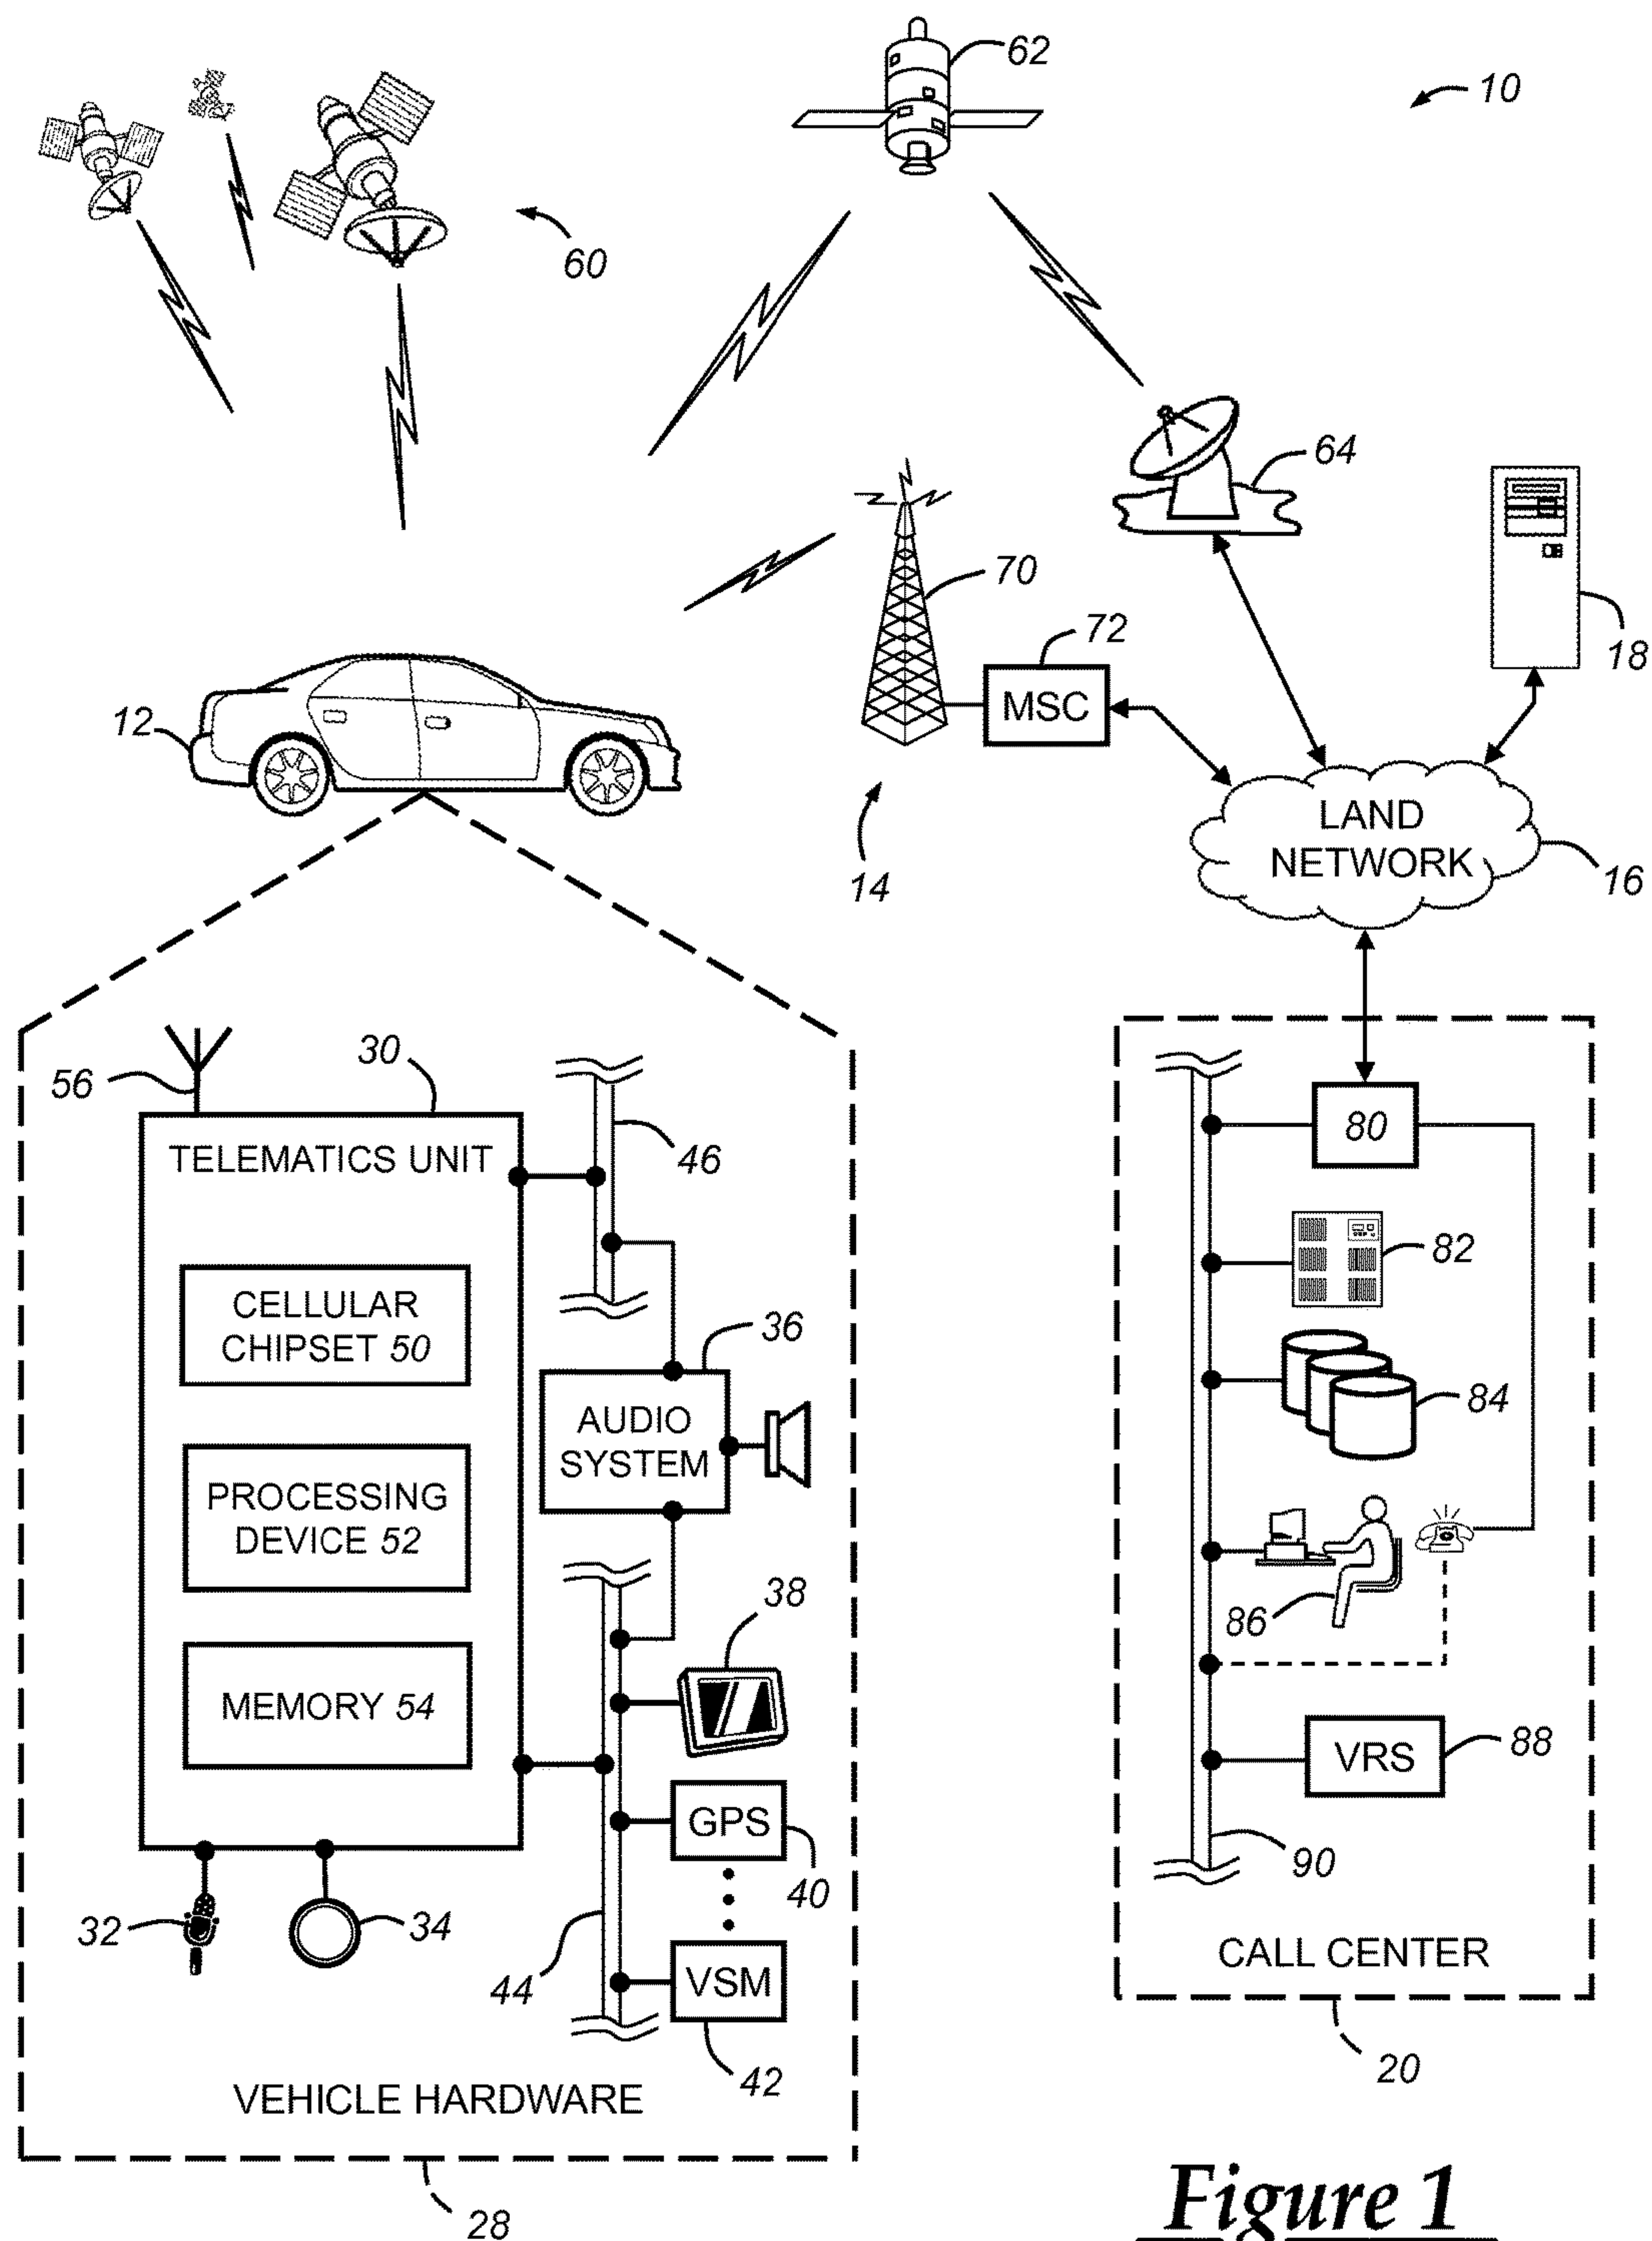 62
10
60
64
70
18
72
MSC
12
LAND
NETWORK
16
14
30
56
TELEMATICS UNIT
46
80
82
CELLULAR
CHIPSET 50
36
AUDIO
SYSTEM
84
PROCESSING
DEVICE 52
38
86
MEMORY 54
VRS
88
GPS
40
90
32
34
44
VSM
42
CALL CENTER
20
VEHICLE HARDWARE
28
Figure 1